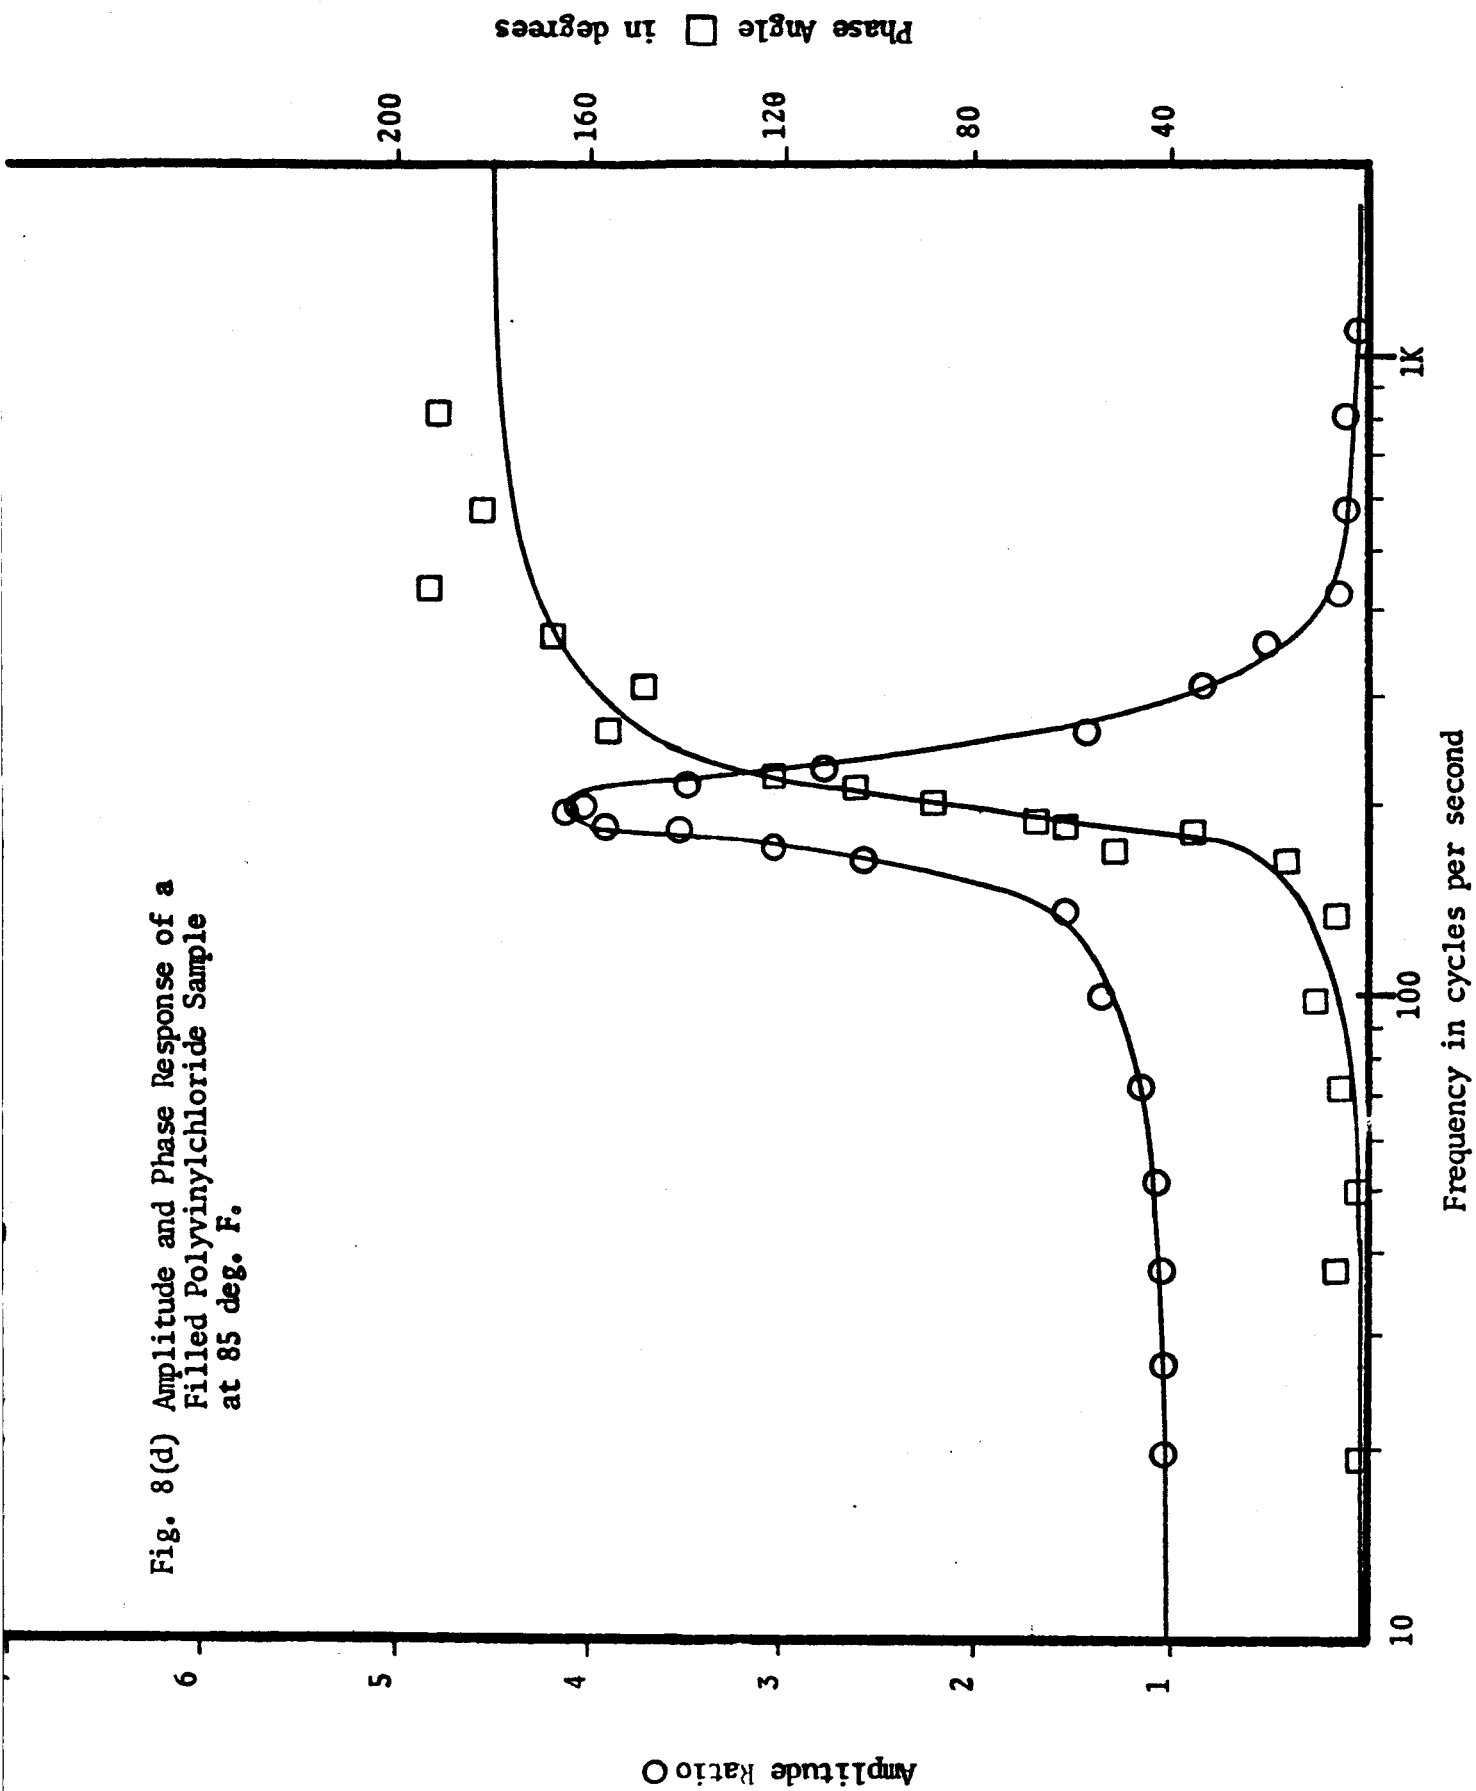 Fig. 8(d) Amplitude and Phase Response of a
Filled Polyvinylchloride Sample
at 85 deg. F.
Amplitude Ratio
6
5
4
3
2
1
Phase Angle □ in degrees
200
160
120
80
40
10
100
1K
Frequency in cycles per second